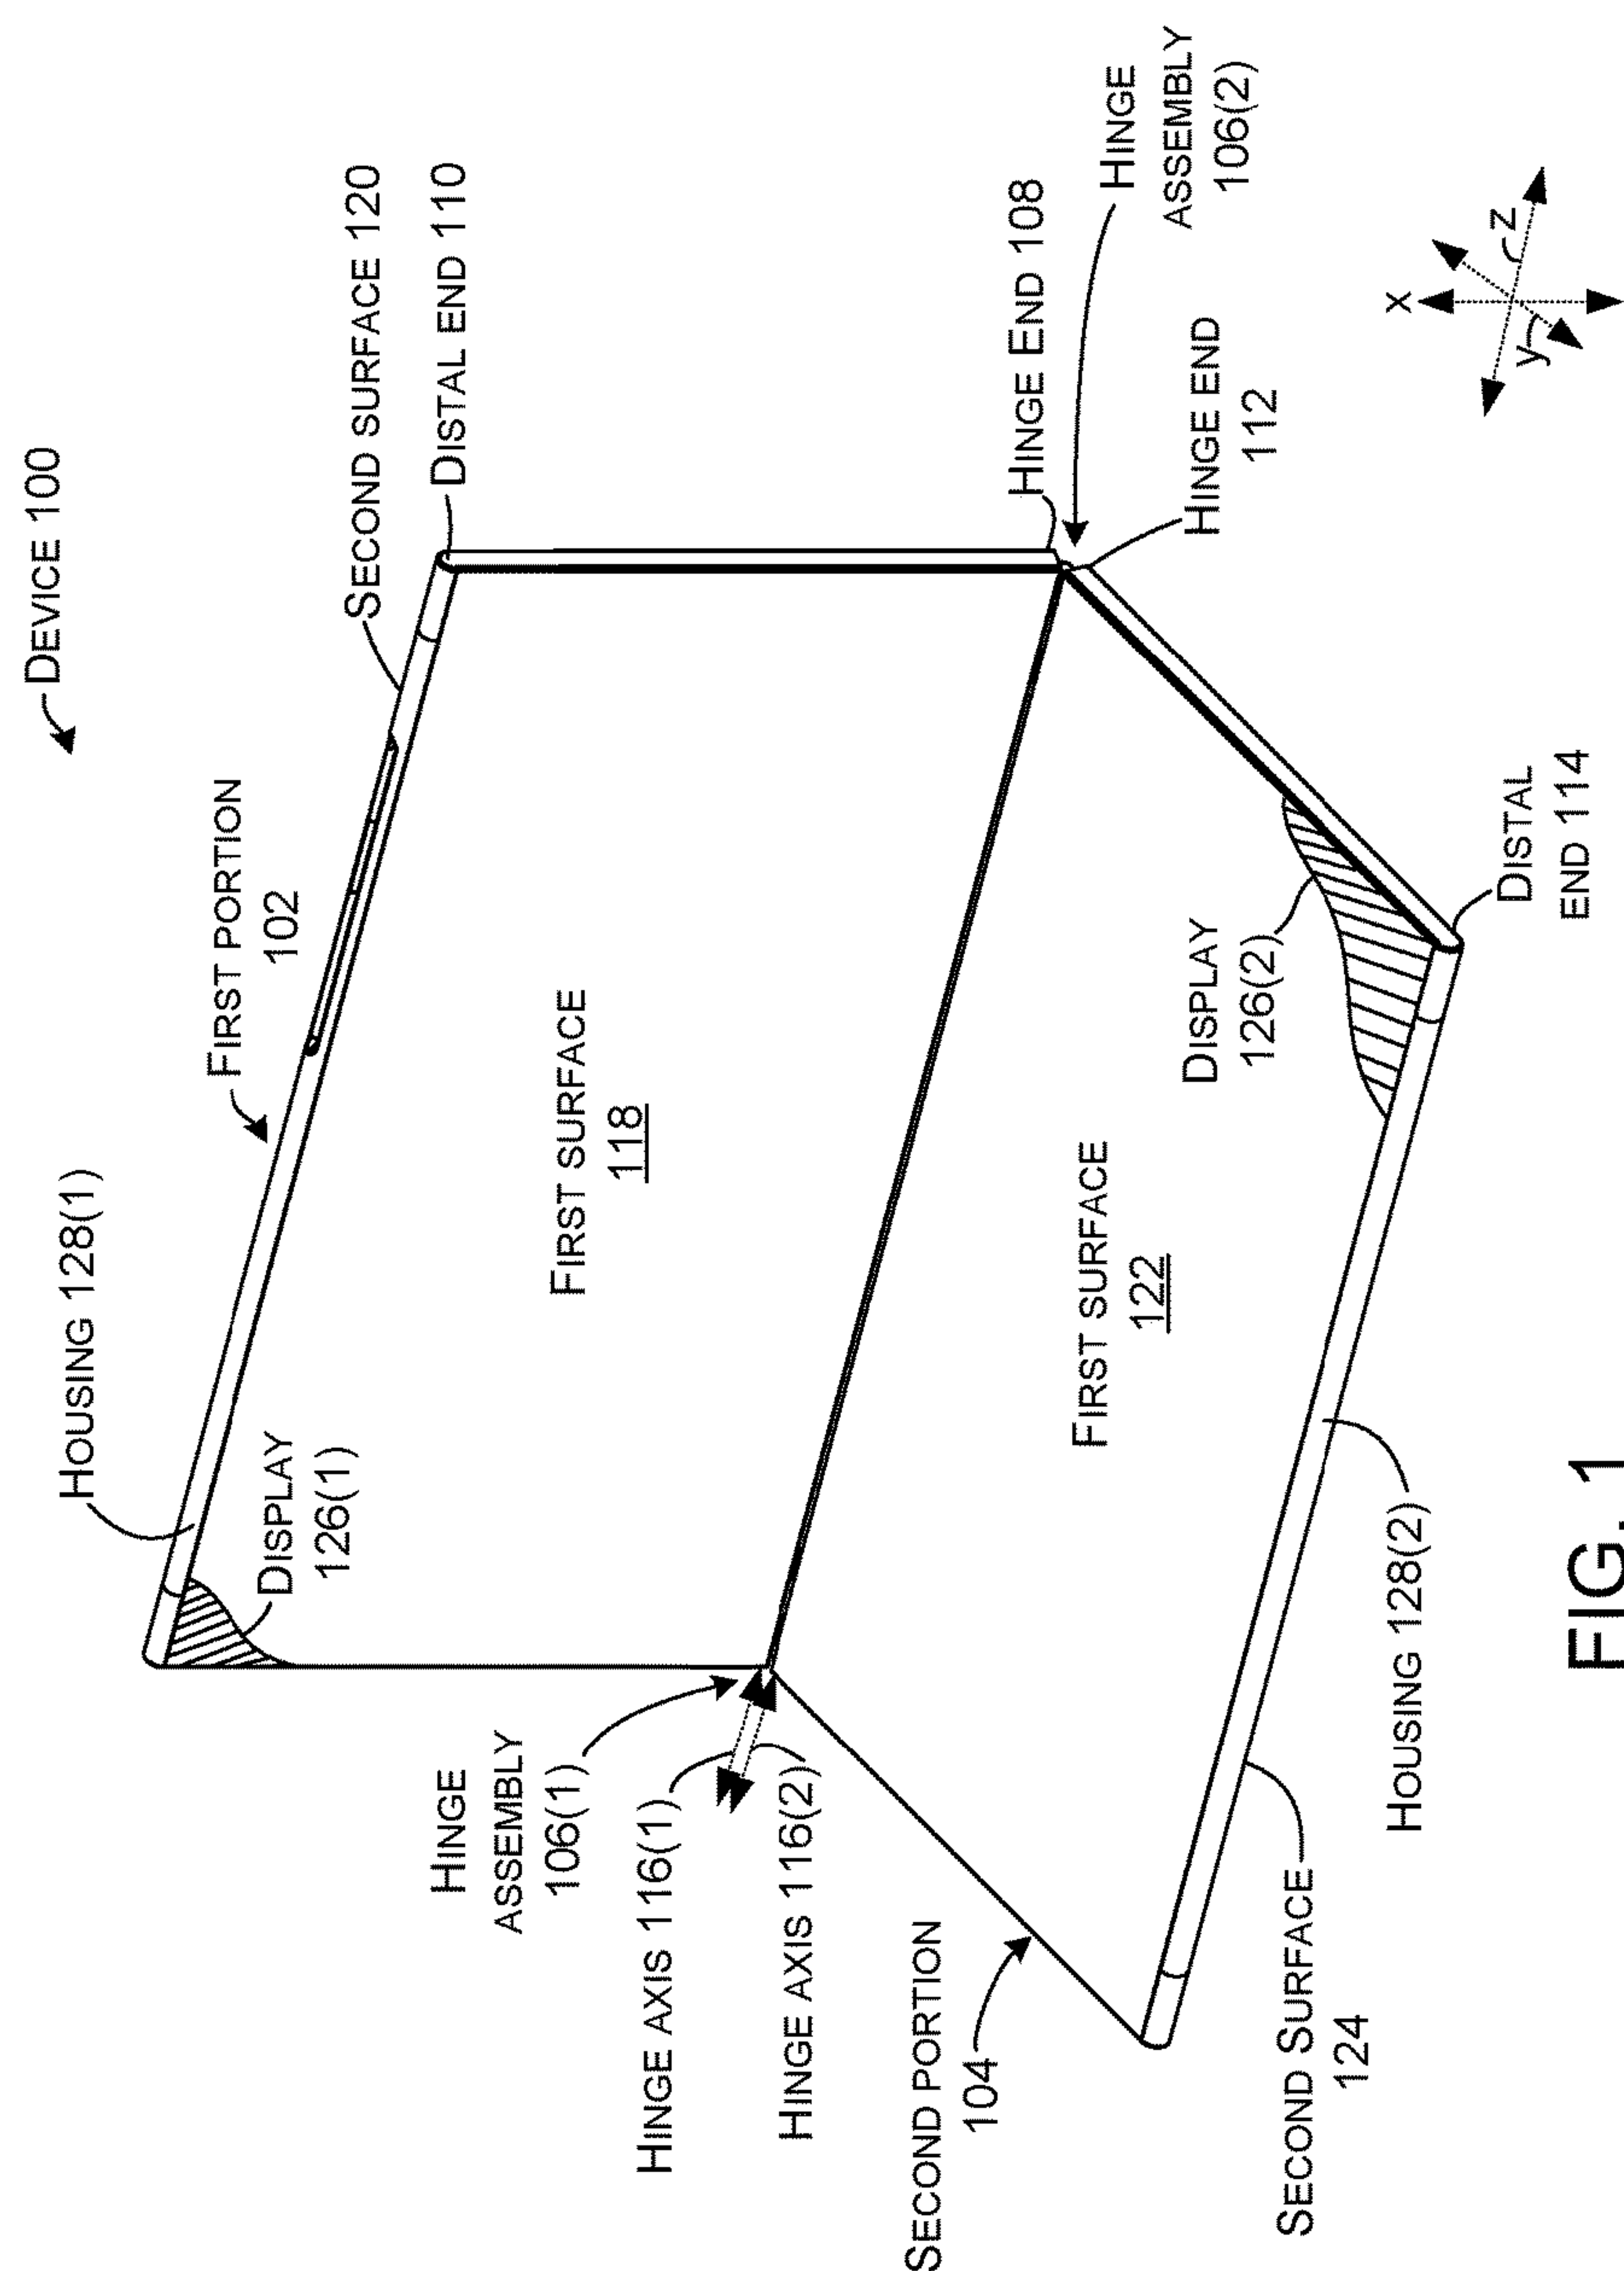 DEVICE 100
FIRST PORTION
102
HOUSING 128(1)
SECOND SURFACE 120
DISTAL END 110
DISPLAY
126(1)
FIRST SURFACE
118
HINGE
ASSEMBLY
106(1)
HINGE AXIS 116(1)
HINGE AXIS 116(2)
HINGE END 108
HINGE
ASSEMBLY
106(2)
HINGE END
112
SECOND PORTION
104
FIRST SURFACE
122
DISPLAY
126(2)
DISTAL
END 114
SECOND SURFACE
124
HOUSING 128(2)
x
y
z
FIG. 1